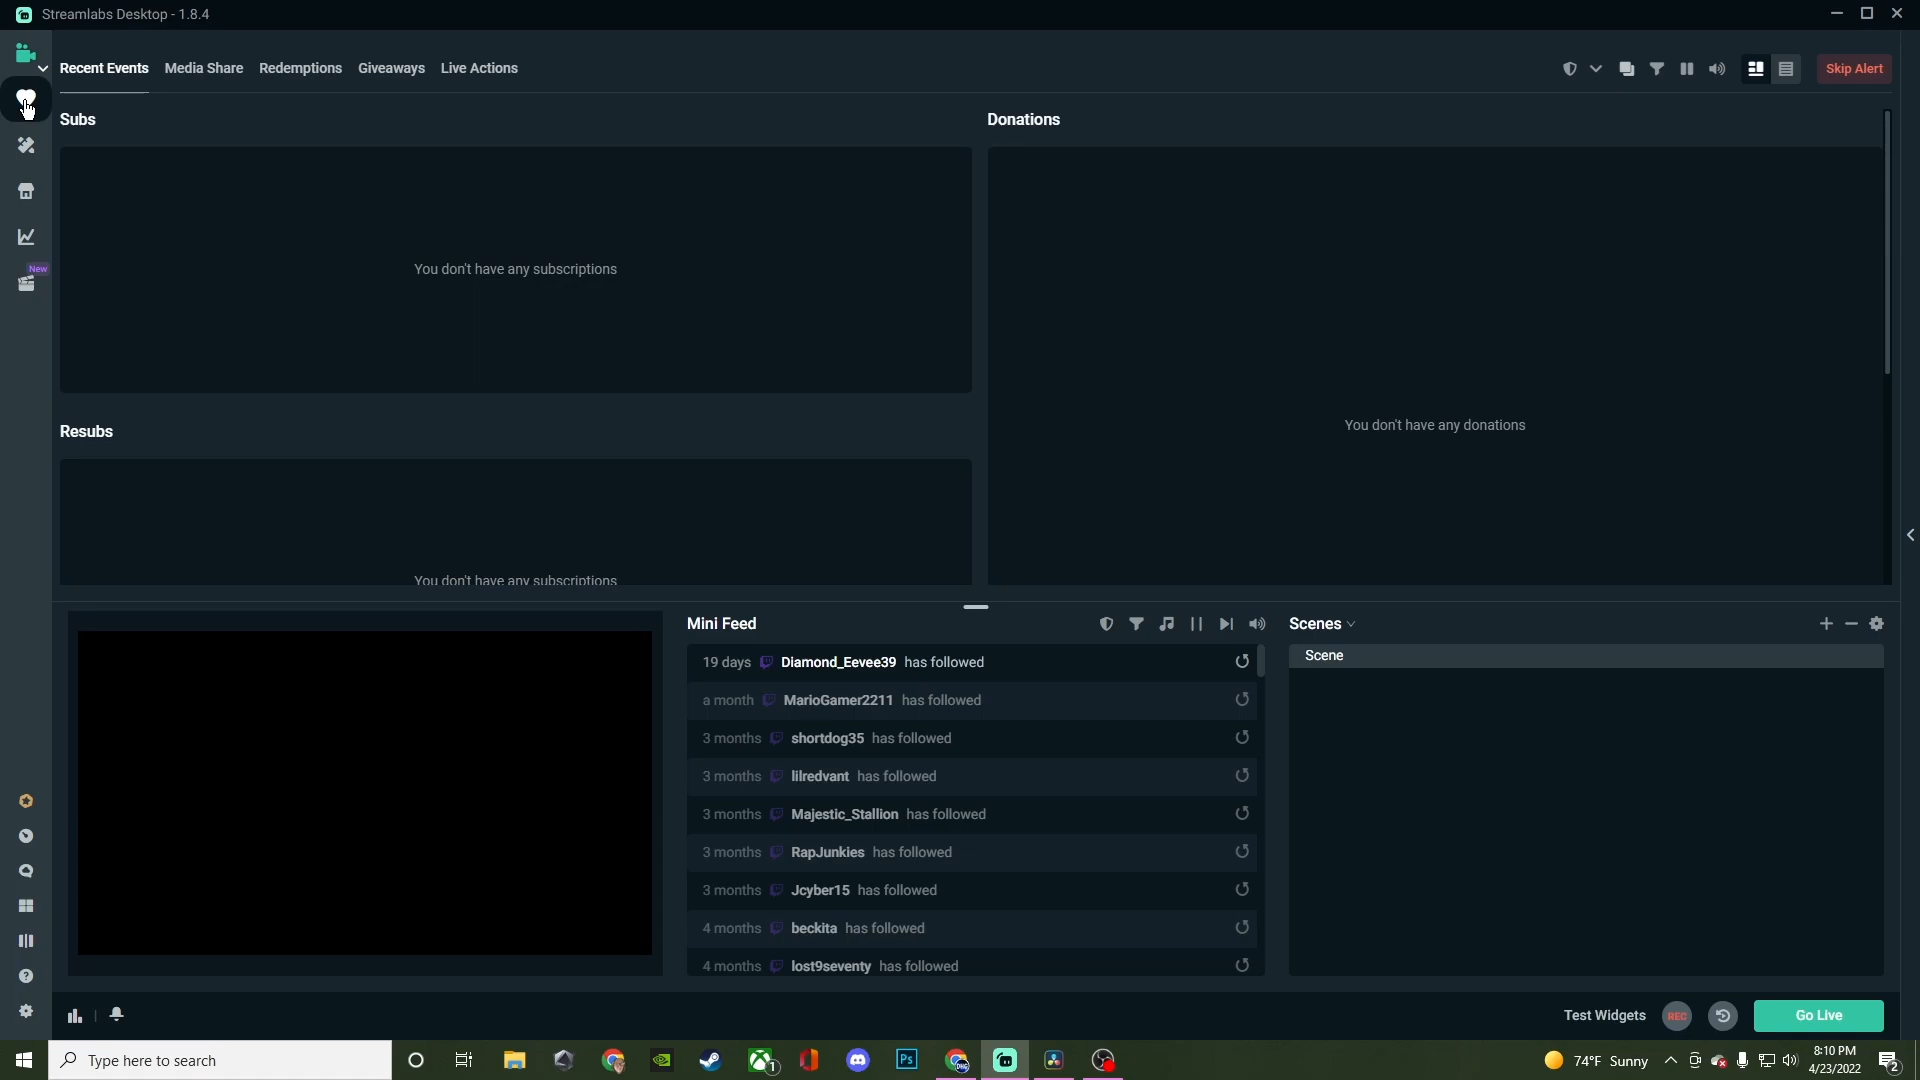 Streamlabs Desktop - 1.8.4
Recent Events Media Share Redemptions Giveaways Live Actions
Skip Alert
Subs
Donations
New
You don't have any subscriptions
You don't have any donations
Resubs
You don't have any subscriptions
Mini Feed
Scenes
19 days Diamond_Eevee39 has followed
Scene
a month MarioGamer2211 has followed
3 months shortdog35 has followed
3 months lilredvant has followed
3 months Majestic_Stallion has followed
3 months RapJunkies has followed
3 months Jcyber15 has followed
4 months beckita has followed
4 months lost9seventy has followed
Test Widgets REC Go Live
Type here to search
1
Ps
DHG
74°F Sunny
8:10 PM
4/23/2022
2